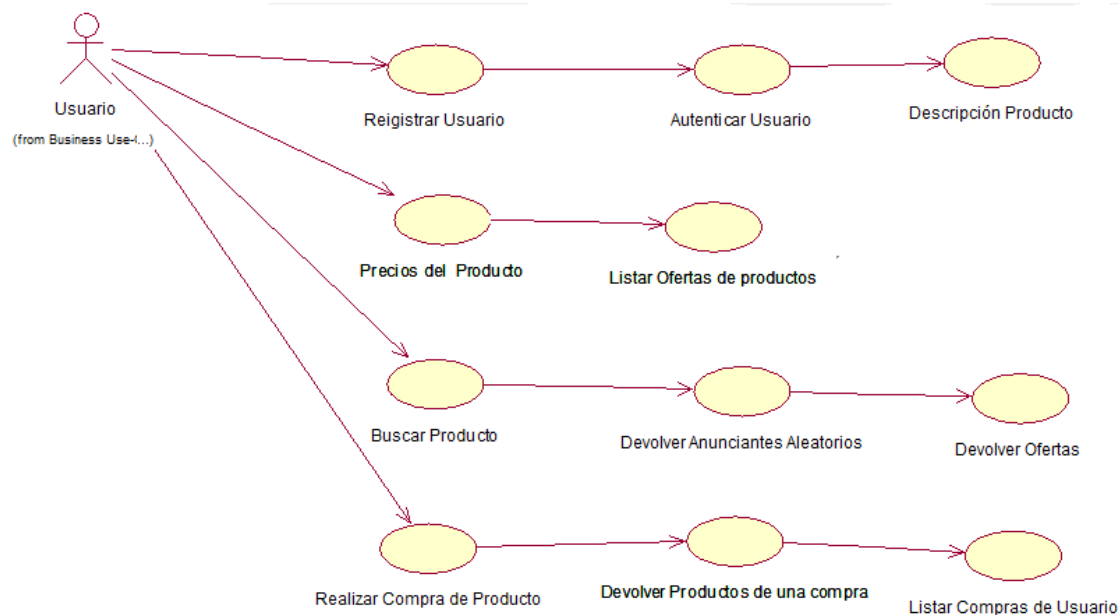 Usuario
(from Business Use-(...)
Reigistrar Usuario
Autenticar Usuario
Descripción Producto
Precios del Producto
Listar Ofertas de productos
Buscar Producto
Devolver Anunciantes Aleatorios
Devolver Ofertas
Realizar Compra de Producto
Devolver Productos de una compra
Listar Compras de Usuario